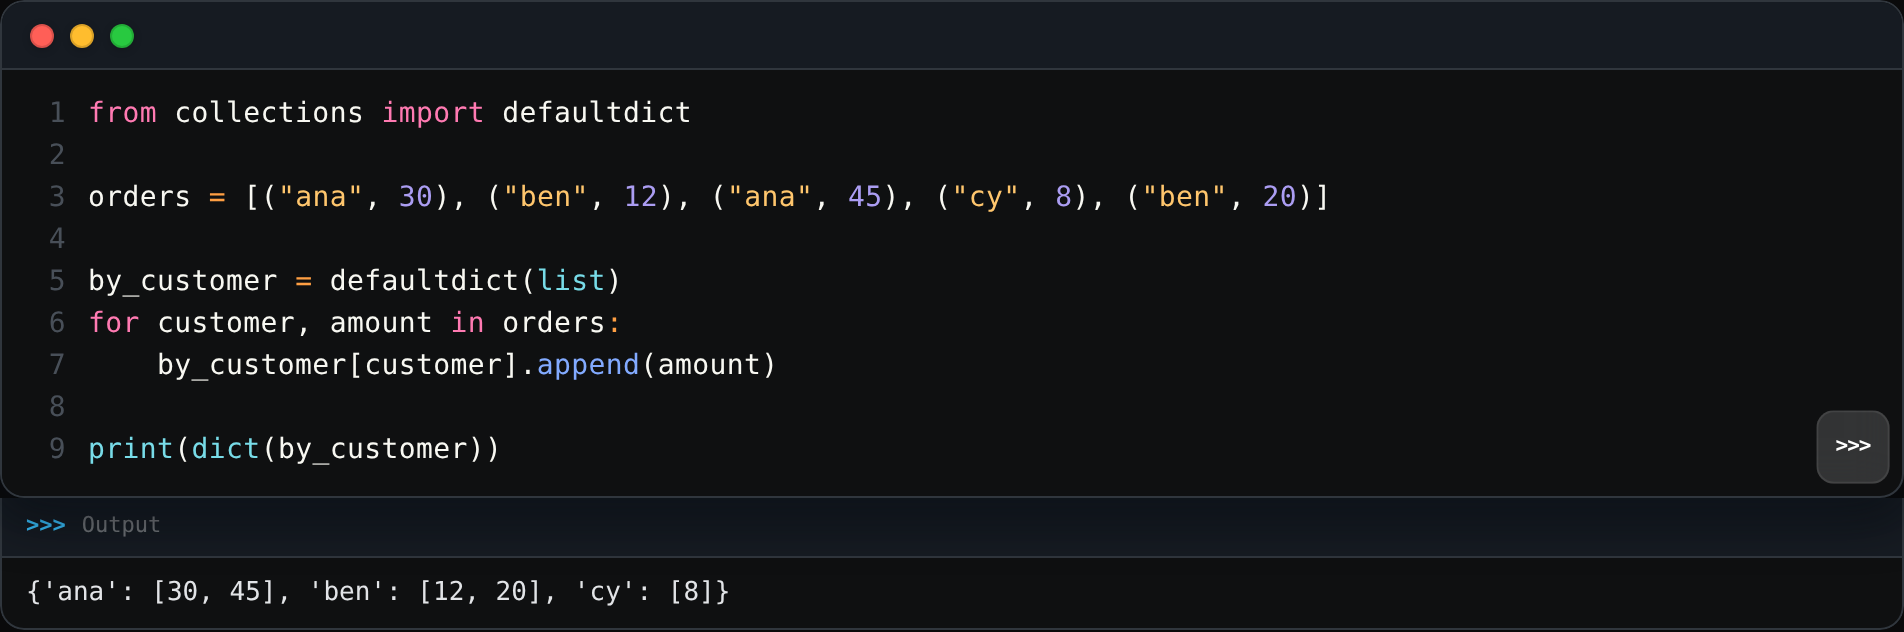 1 from collections import defaultdict
2
3 orders = [("ana", 30), ("ben", 12), ("ana", 45), ("cy", 8), ("ben", 20)]
4
5 by_customer = defaultdict(list)
6 for customer, amount in orders:
7     by_customer[customer].append(amount)
8
9 print(dict(by_customer))
>>>
>>> Output
{'ana': [30, 45], 'ben': [12, 20], 'cy': [8]}